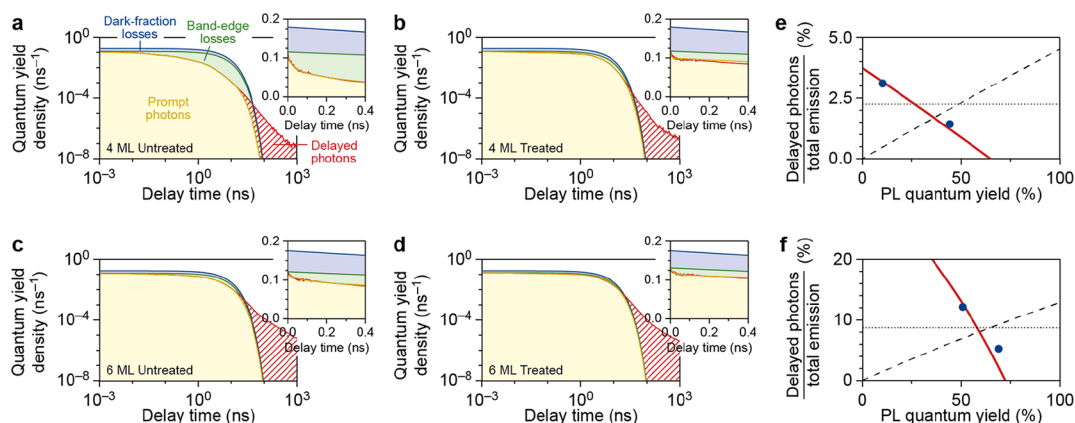 a
Dark-fraction
losses
Band-edge
losses
Quantum yield
density (ns⁻¹)
10⁰
10⁻⁴
10⁻⁸
Prompt
photons
4 ML Untreated
Delayed
photons
0.2
0.1
0.0
0.0 0.2 0.4
Delay time (ns)
10⁻³ 10⁰ 10³
Delay time (ns)
b
Quantum yield
density (ns⁻¹)
10⁰
10⁻⁴
10⁻⁸
4 ML Treated
0.2
0.1
0.0
0.0 0.2 0.4
Delay time (ns)
10⁻³ 10⁰ 10³
Delay time (ns)
e
Delayed photons
total emission
(%)
5.0
2.5
0.0
0 50 100
PL quantum yield (%)
c
Quantum yield
density (ns⁻¹)
10⁰
10⁻⁴
10⁻⁸
6 ML Untreated
0.2
0.1
0.0
0.0 0.2 0.4
Delay time (ns)
10⁻³ 10⁰ 10³
Delay time (ns)
d
Quantum yield
density (ns⁻¹)
10⁰
10⁻⁴
10⁻⁸
6 ML Treated
0.2
0.1
0.0
0.0 0.2 0.4
Delay time (ns)
10⁻³ 10⁰ 10³
Delay time (ns)
f
Delayed photons
total emission
(%)
20
10
0
0 50 100
PL quantum yield (%)